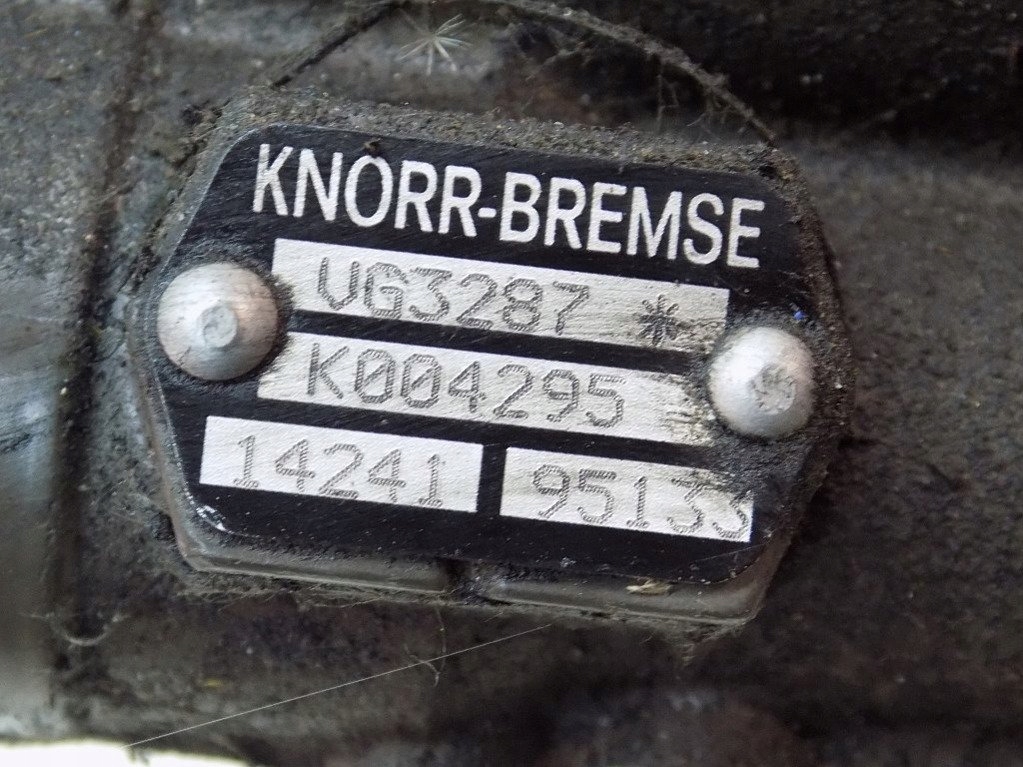 KNORR-BREMSE
VG3287 *
K004295
14241 95133